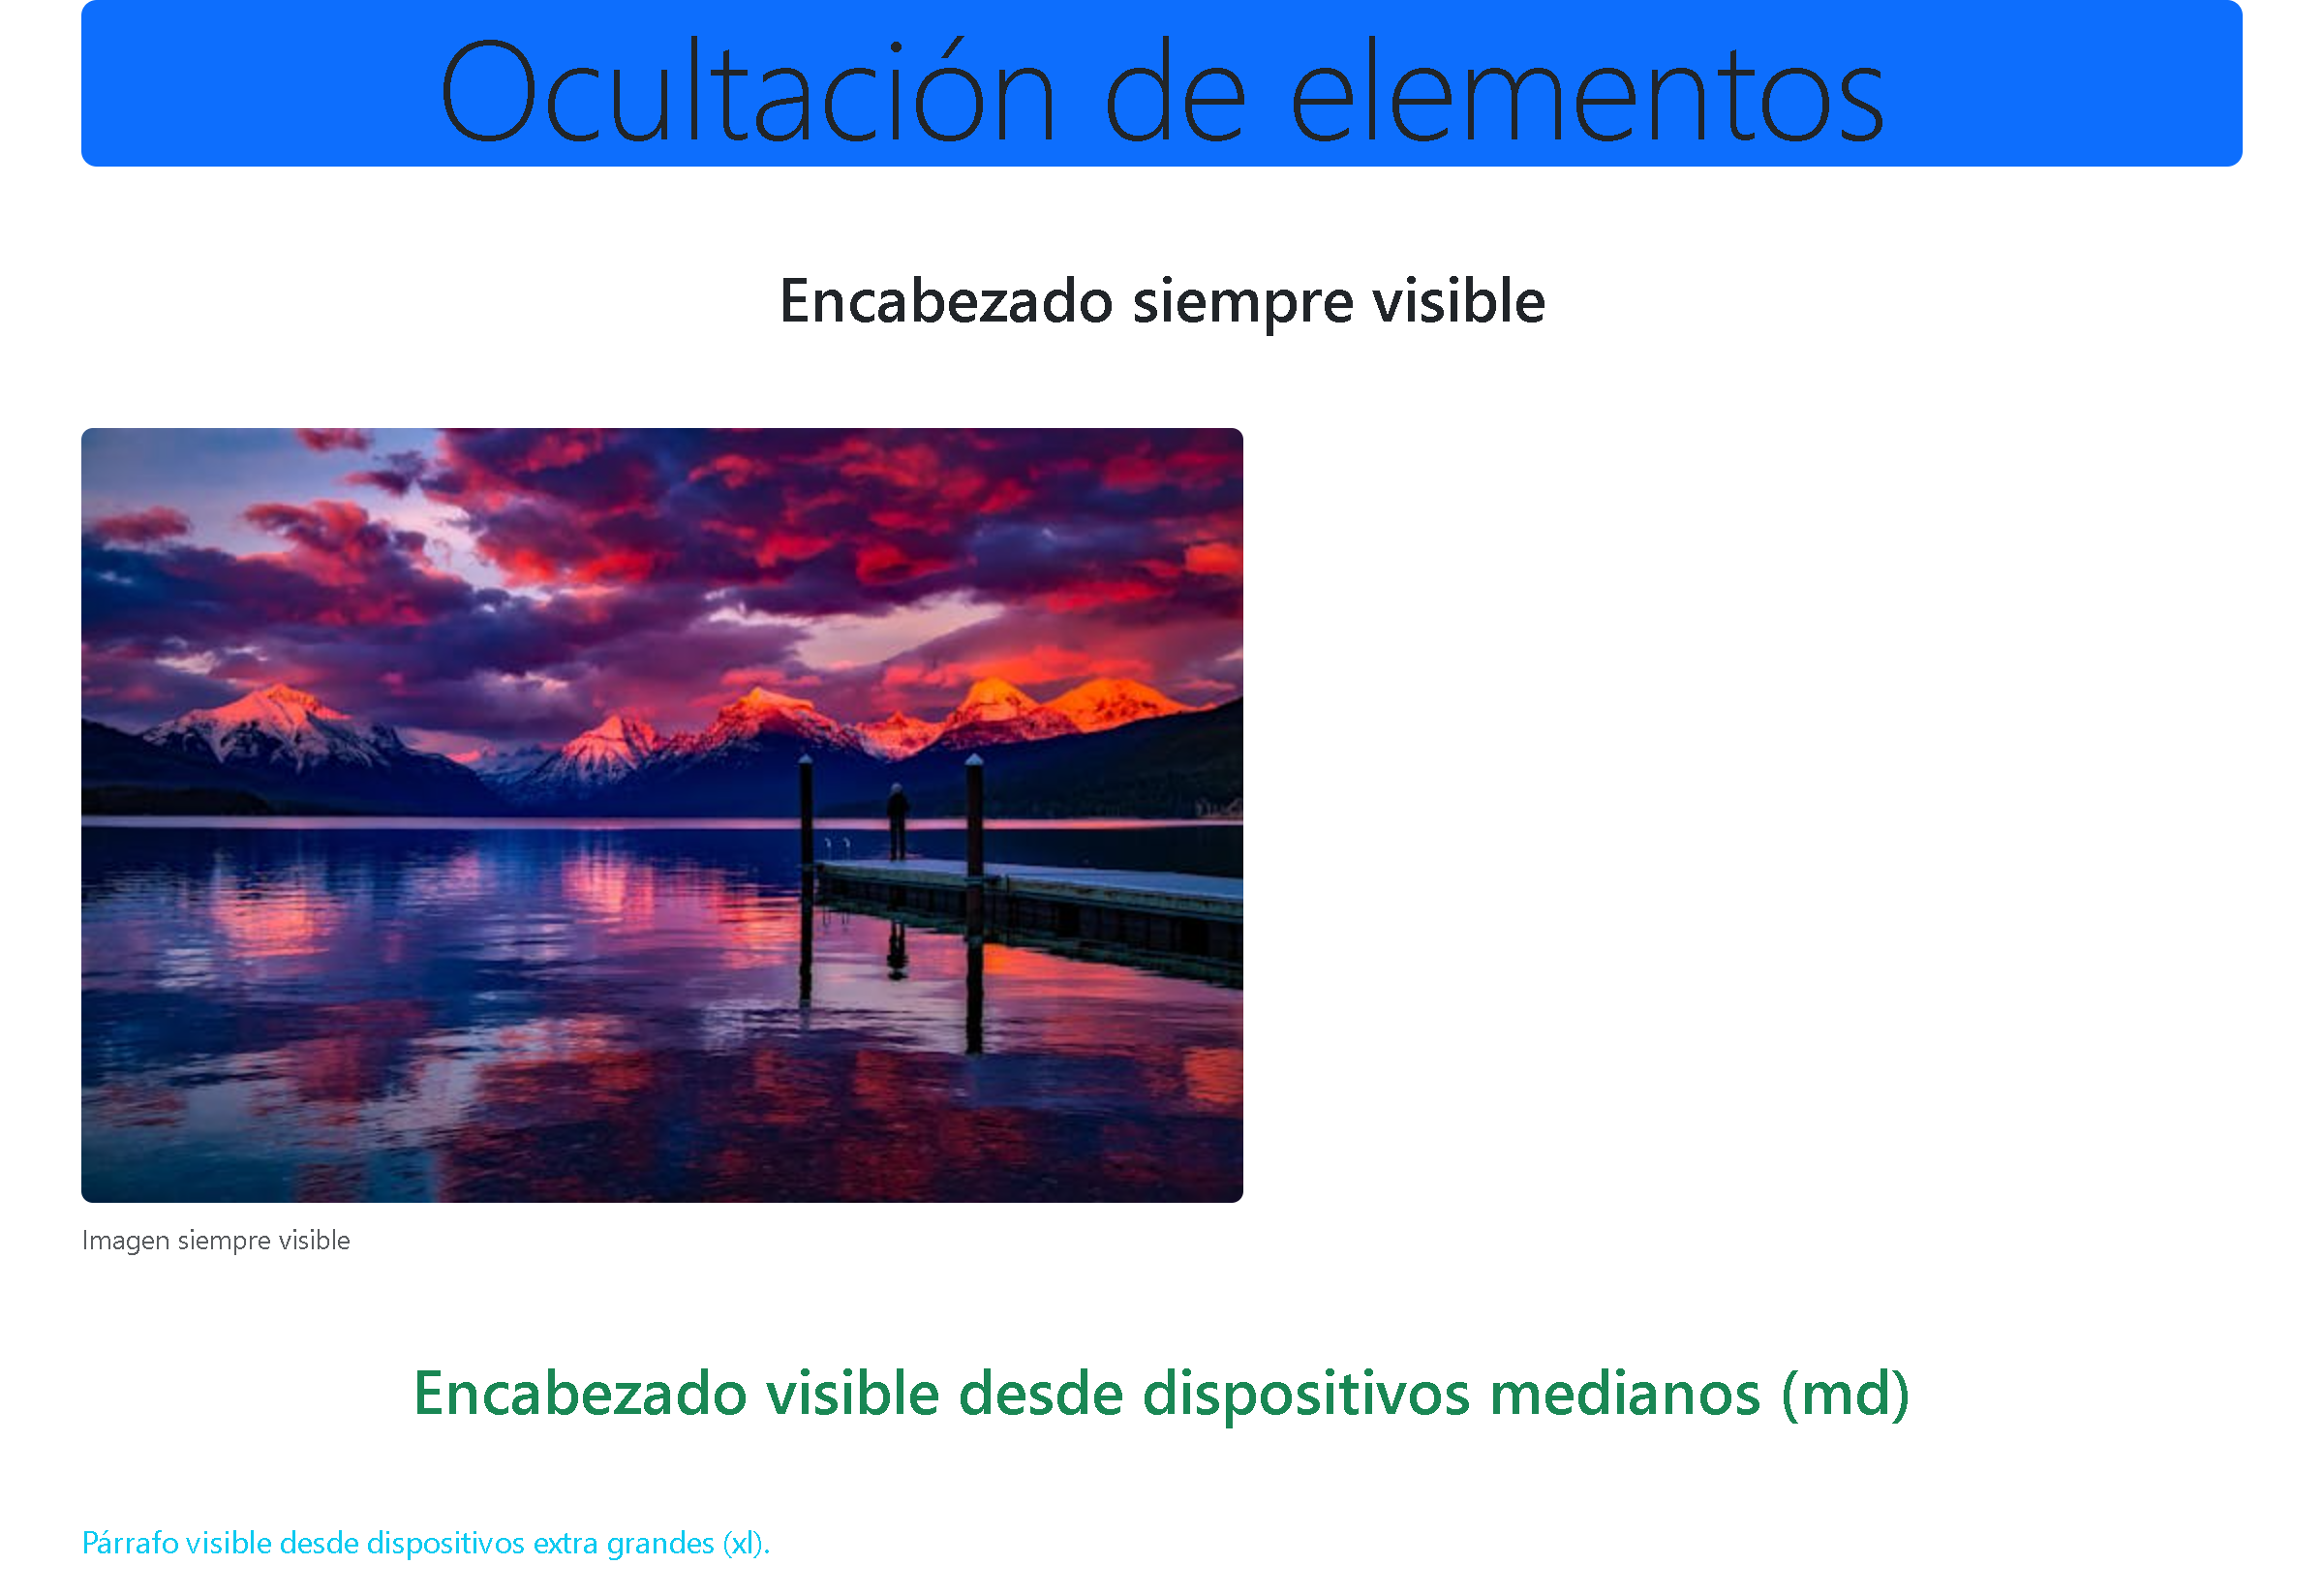 Ocultación de elementos
Encabezado siempre visible
Imagen siempre visible
Encabezado visible desde dispositivos medianos (md)
Párrafo visible desde dispositivos extra grandes (xl).